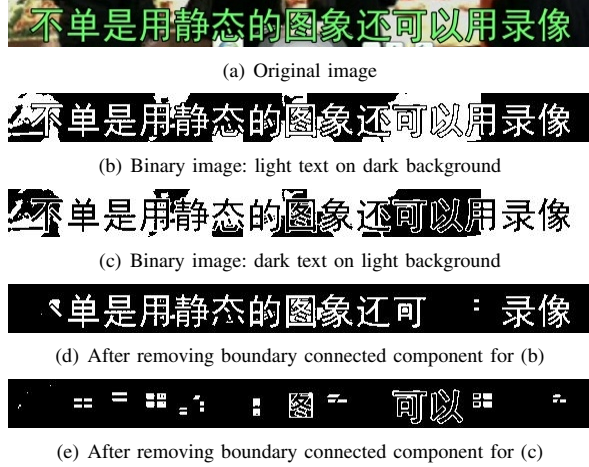 不单是用静态的图象还可以用录像
(a) Original image
不单是用静态的图象还可以用录像
(b) Binary image: light text on dark background
不单是用静态的图象还可以用录像
(c) Binary image: dark text on light background
单是用静态的图象还可 录像
(d) After removing boundary connected component for (b)
图 可以
(e) After removing boundary connected component for (c)